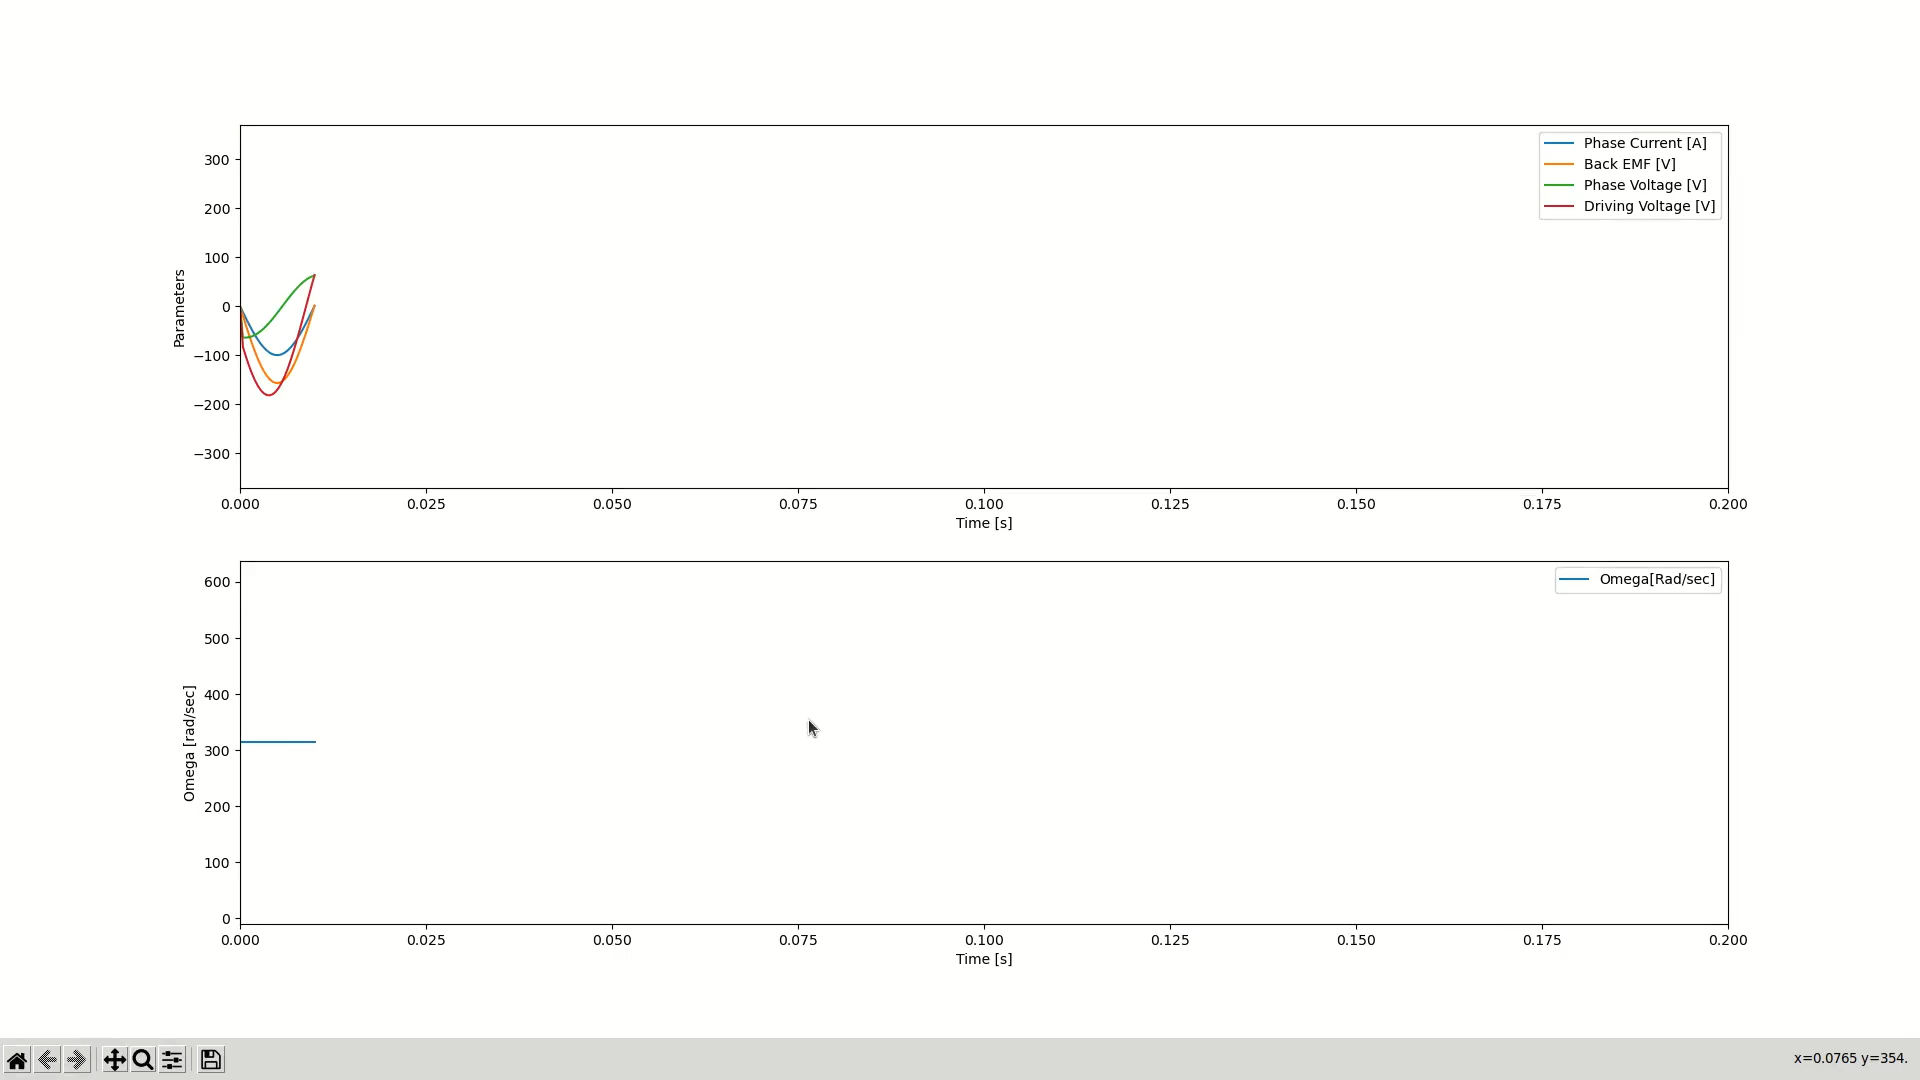 300
200
100
0
−100
−200
−300
Parameters
Phase Current [A]
Back EMF [V]
Phase Voltage [V]
Driving Voltage [V]
0.000 0.025 0.050 0.075 0.100 0.125 0.150 0.175 0.200
Time [s]
600
500
400
300
200
100
0
Omega [rad/sec]
Omega[Rad/sec]
0.000 0.025 0.050 0.075 0.100 0.125 0.150 0.175 0.200
Time [s]
x=0.0765 y=354.